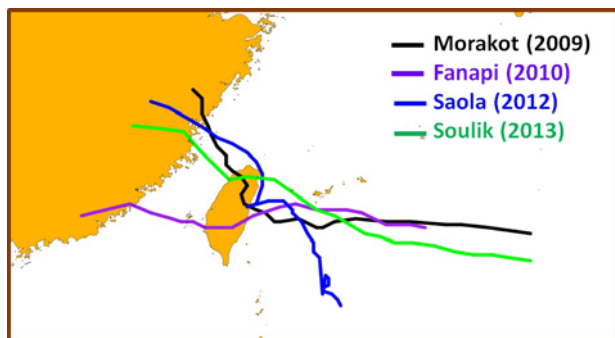 Morakot (2009)
Fanapi (2010)
Saola (2012)
Soulik (2013)